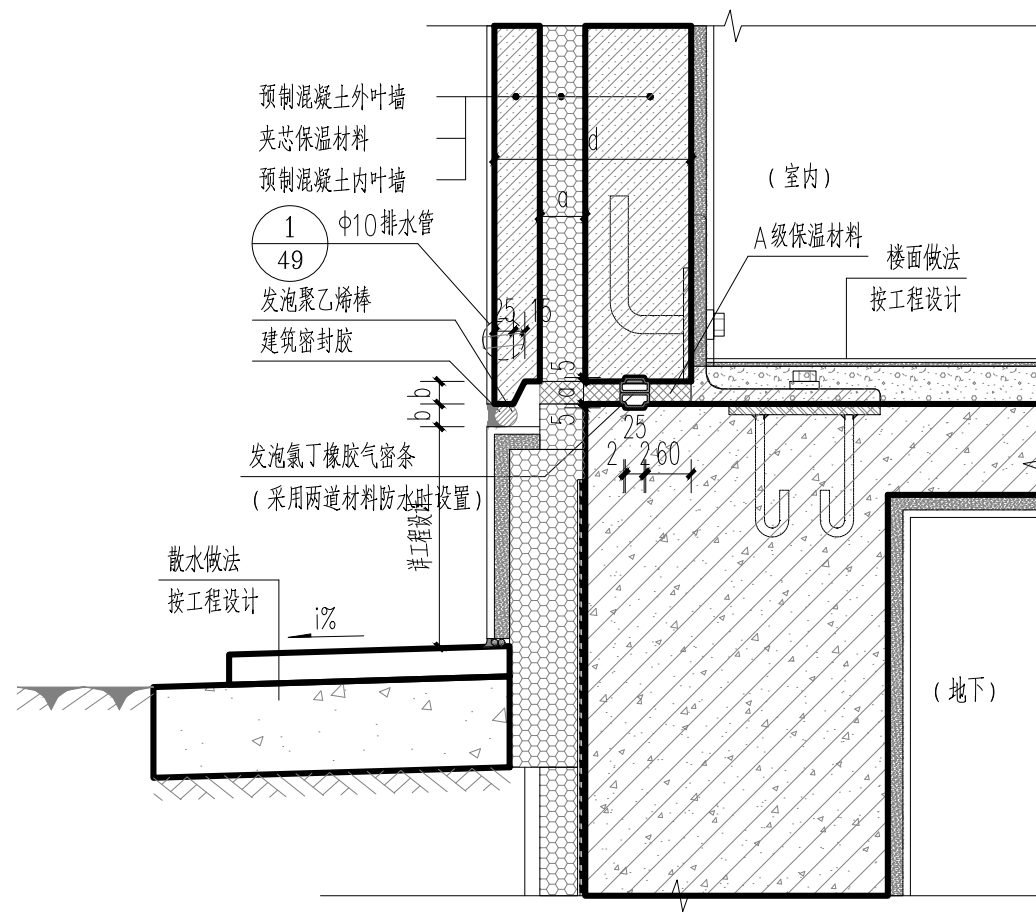 预制混凝土外叶墙
夹芯保温材料
预制混凝土内叶墙
d
（室内）
1
49
Φ10排水管
a
A级保温材料
楼面做法
按工程设计
发泡聚乙烯棒
25
15
建筑密封胶
5
b
b
a
5
25
发泡氯丁橡胶气密条
2
2
60
（采用两道材料防水时设置）
详工程设计
散水做法
按工程设计
i%
（地下）